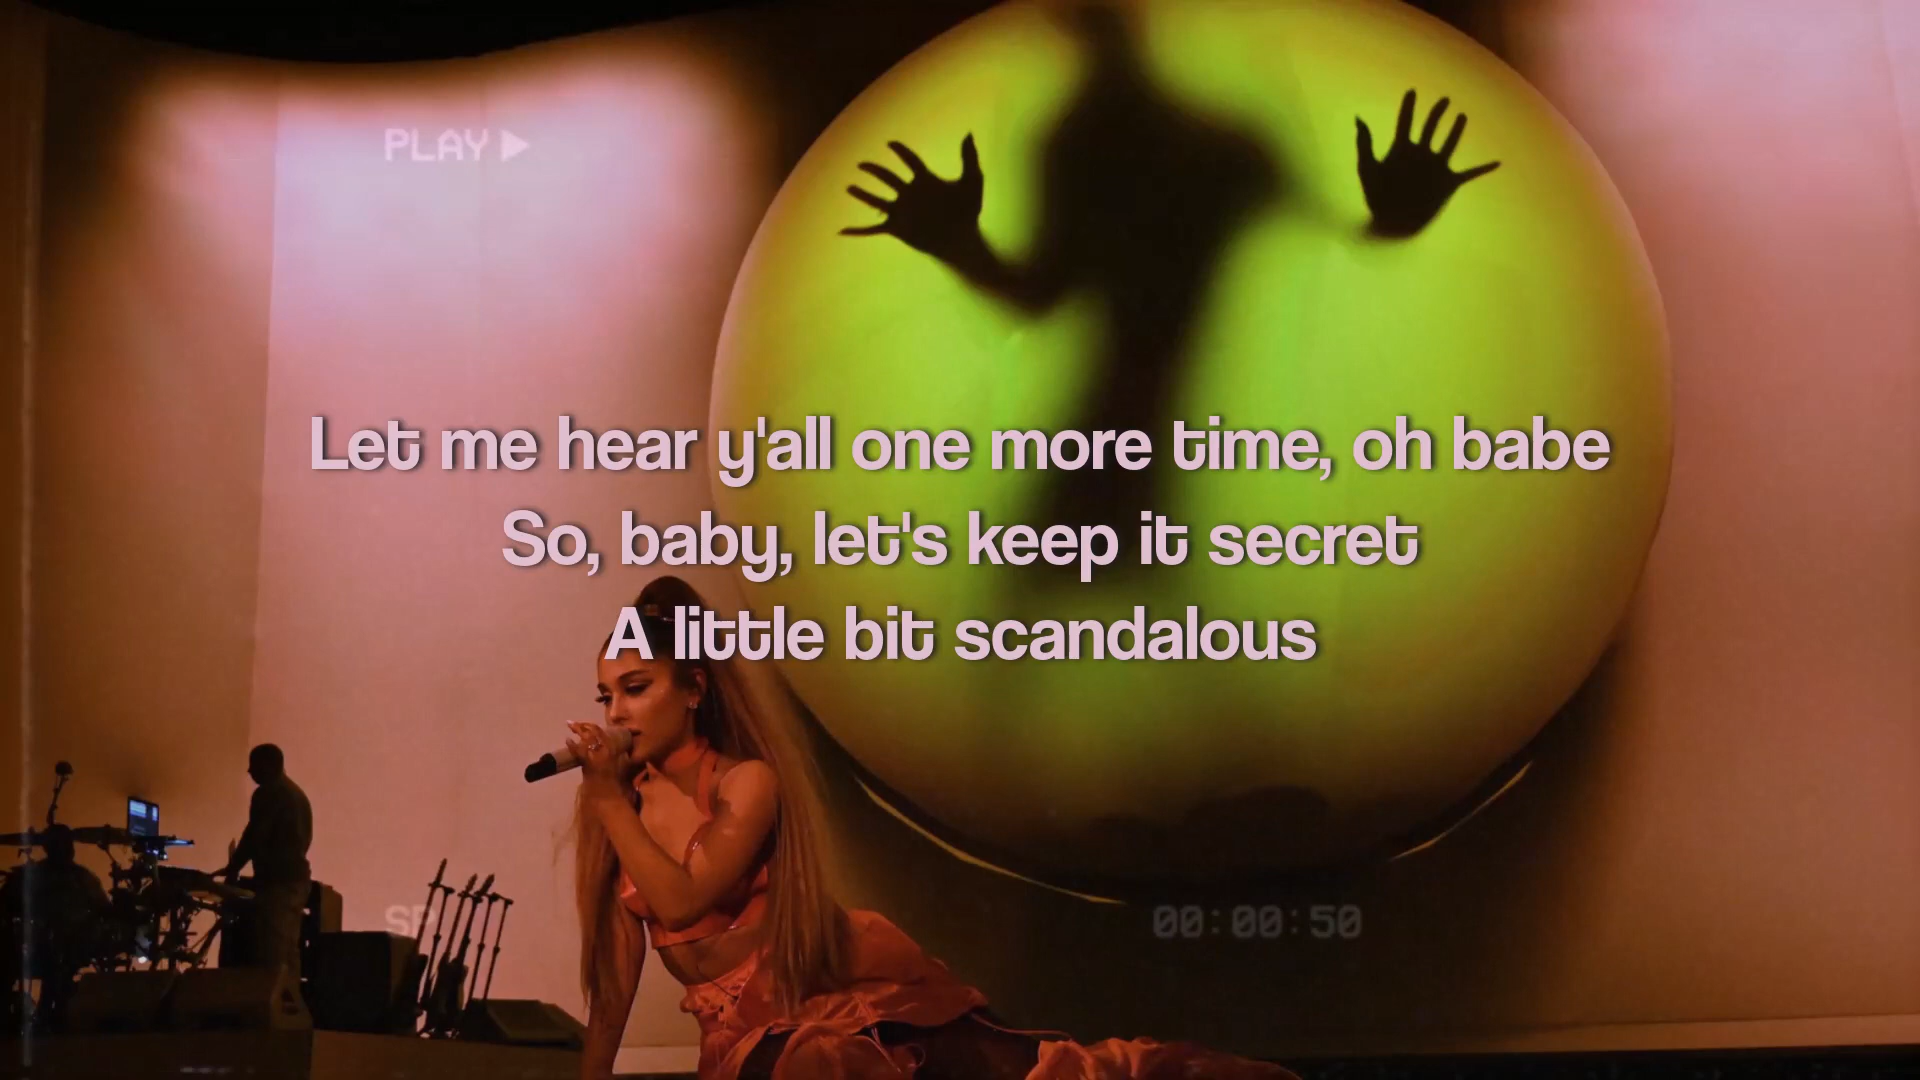 PLAY
Let me hear y'all one more time, oh babe
So, baby, let's keep it secret
A little bit scandalous
SP
00:00:50